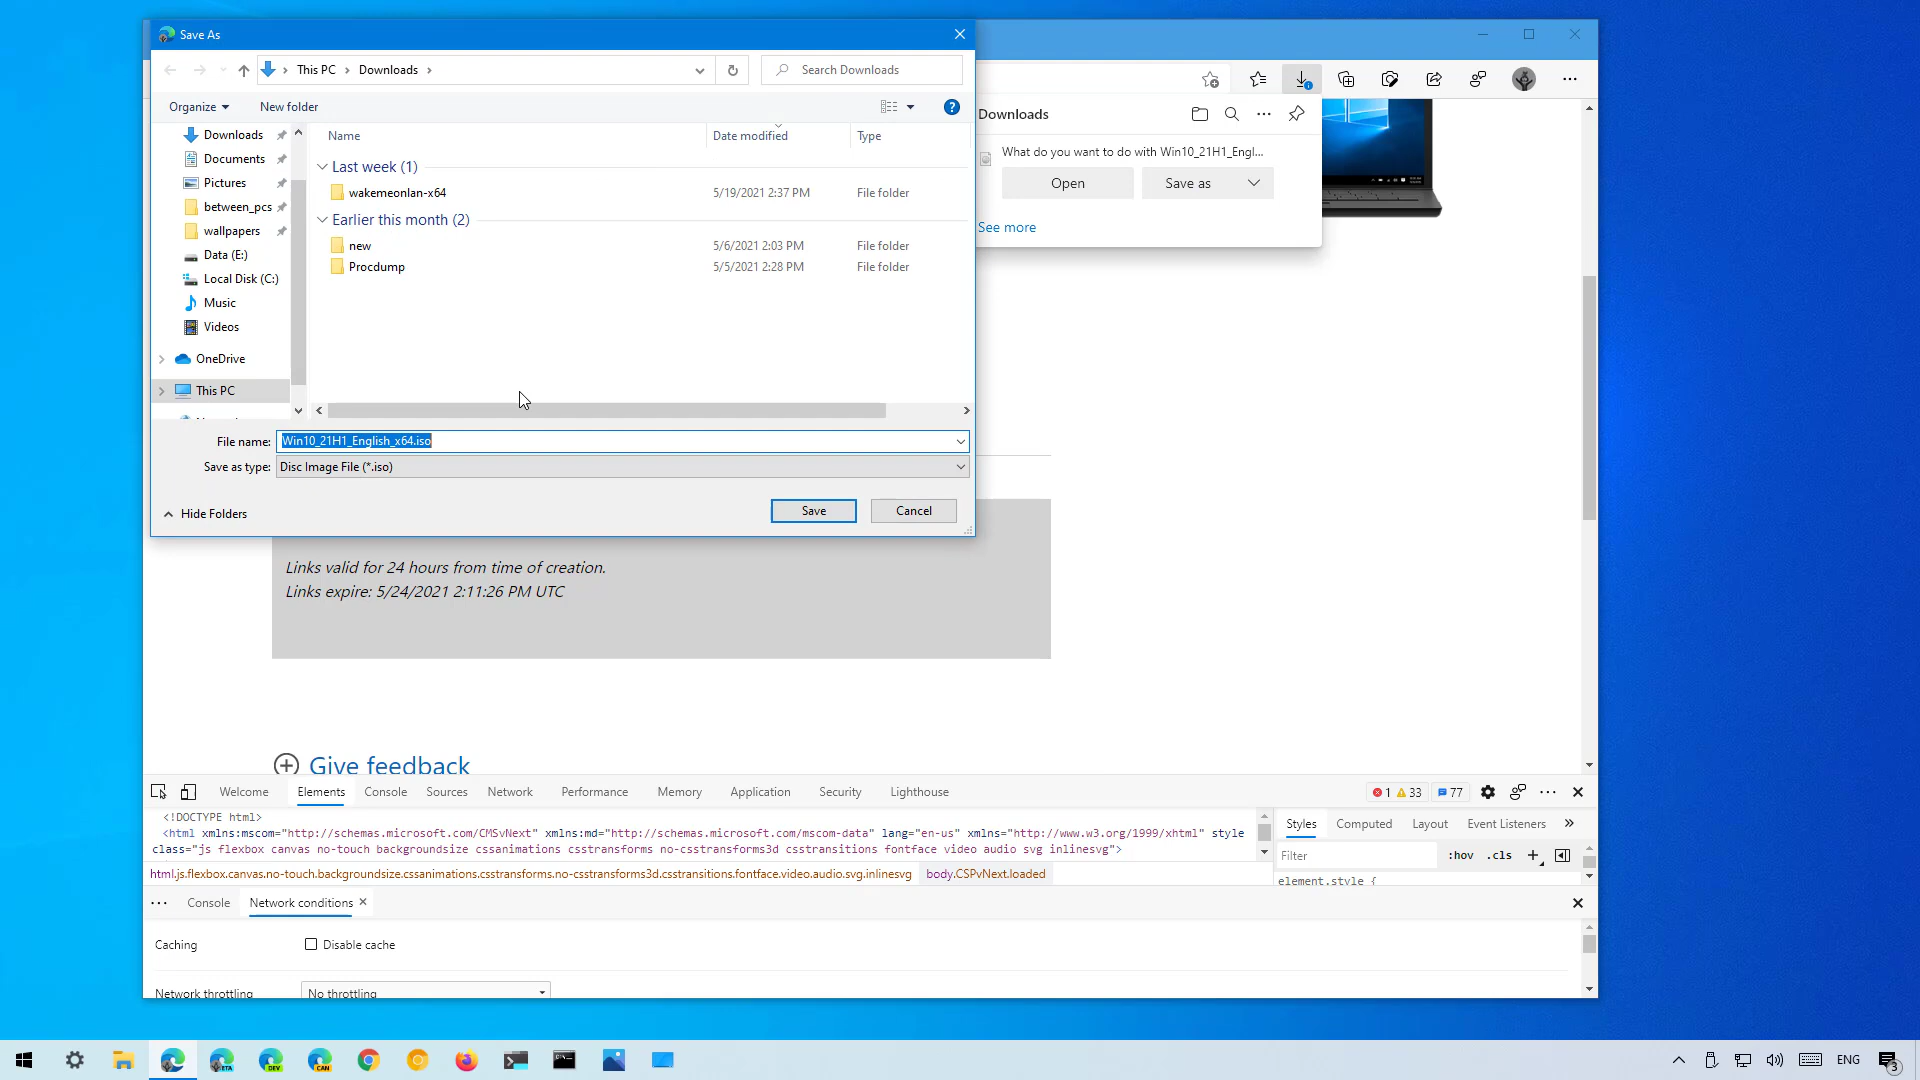 Save As
This PC
Downloads
Search Downloads
Organize
New folder
Downloads
Documents
Pictures
between_pcs
wallpapers
Data (E:)
Local Disk (C:)
Music
Videos
OneDrive
This PC
Name
Date modified
Type
Last week (1)
wakemeonlan-x64 5/19/2021 2:37 PM File folder
Earlier this month (2)
new 5/6/2021 2:03 PM File folder
Procdump 5/5/2021 2:28 PM File folder
File name: Win10_21H1_English_x64.iso
Save as type: Disc Image File (*.iso)
Hide Folders
Save
Cancel
Downloads
What do you want to do with Win10_21H1_Engl...
Open
Save as
See more
Links valid for 24 hours from time of creation.
Links expire: 5/24/2021 2:11:26 PM UTC
Give feedback
Welcome
Elements
Console
Sources
Network
Performance
Memory
Application
Security
Lighthouse
1
33
77
<!DOCTYPE html>
<html xmlns:mscom="http://schemas.microsoft.com/CMSvNext" xmlns:md="http://schemas.microsoft.com/mscom-data" lang="en-us" xmlns="http://www.w3.org/1999/xhtml" style
class="js flexbox canvas no-touch backgroundsize cssanimations csstransforms no-csstransforms3d csstransitions fontface video audio svg inlinesvg">
html.js.flexbox.canvas.no-touch.backgroundsize.cssanimations.csstransforms.no-csstransforms3d.csstransitions.fontface.video.audio.svg.inlinesvg
body.CSPvNext.loaded
Styles
Computed
Layout
Event Listeners
Filter
:hov
.cls
element.style {
Console
Network conditions
Caching
Disable cache
Network throttling
No throttling
BETA
DEV
CAN
ENG
3